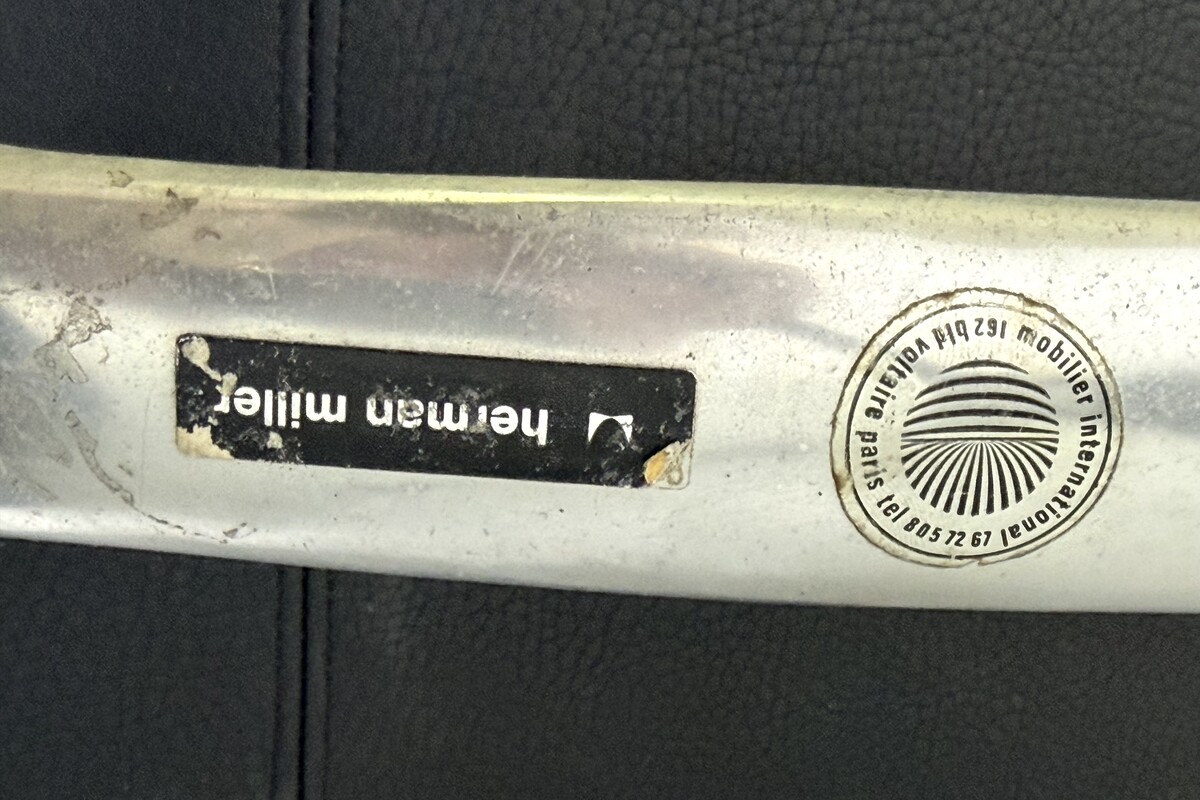 herman miller
mobilier international
162 bld voltaire paris tel 805 72 67